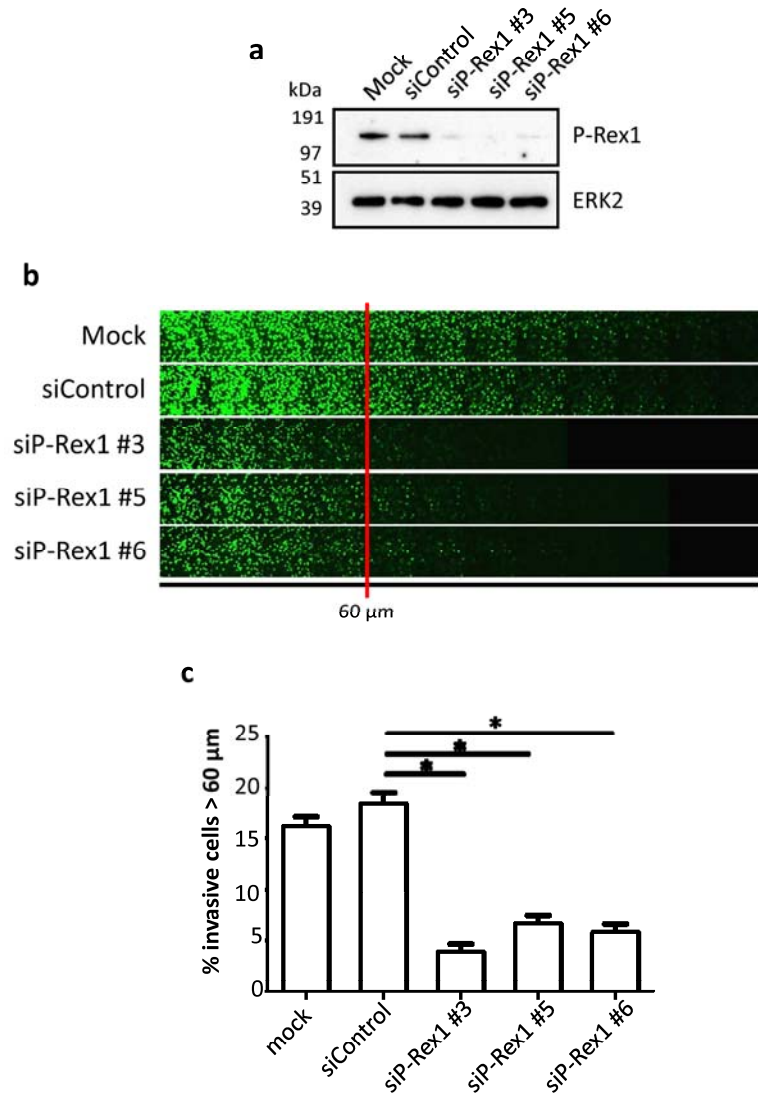 a
Mock
siControl
siP-Rex1 #3
siP-Rex1 #5
siP-Rex1 #6
kDa
191
97
P-Rex1
51
39
ERK2
b
Mock
siControl
siP-Rex1 #3
siP-Rex1 #5
siP-Rex1 #6
60 µm
c
% invasive cells > 60 µm
25
20
15
10
5
0
*
*
*
mock
siControl
siP-Rex1 #3
siP-Rex1 #5
siP-Rex1 #6